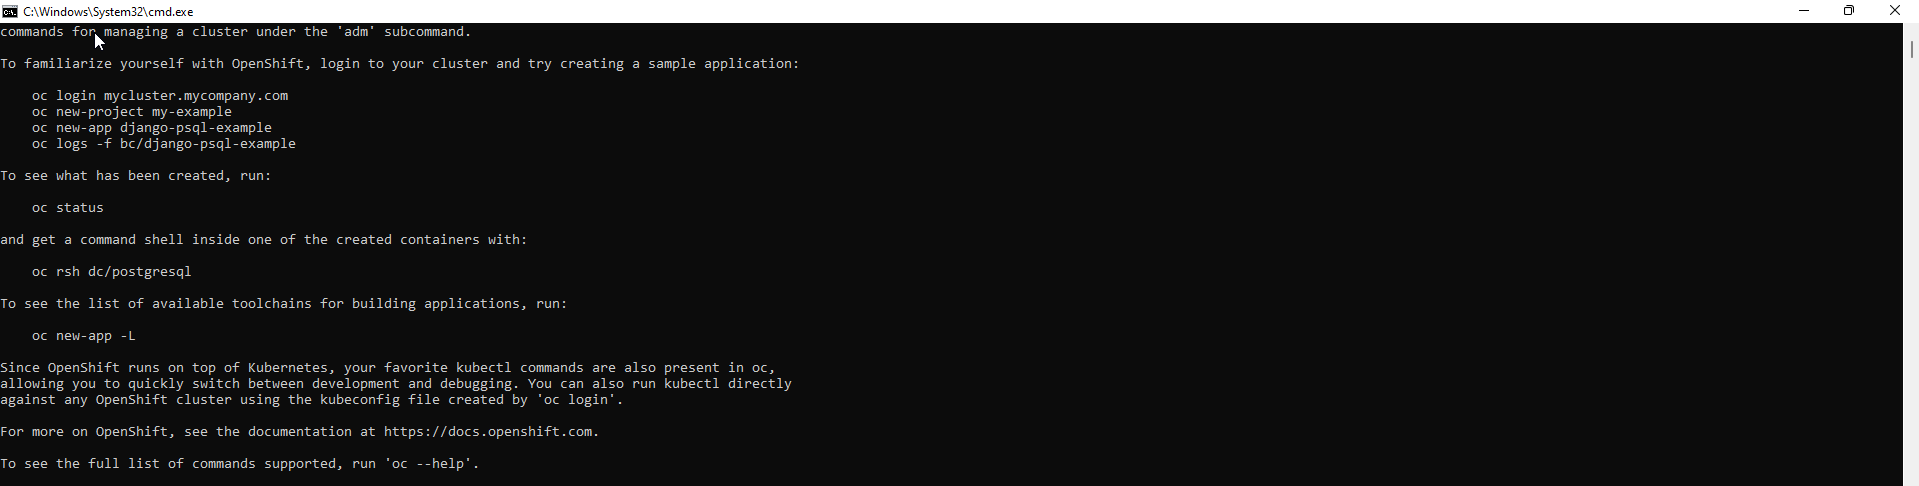 C:\Windows\System32\cmd.exe
commands for managing a cluster under the 'adm' subcommand.
To familiarize yourself with OpenShift, login to your cluster and try creating a sample application:
oc login mycluster.mycompany.com
oc new-project my-example
oc new-app django-psql-example
oc logs -f bc/django-psql-example
To see what has been created, run:
oc status
and get a command shell inside one of the created containers with:
oc rsh dc/postgresql
To see the list of available toolchains for building applications, run:
oc new-app -L
Since OpenShift runs on top of Kubernetes, your favorite kubectl commands are also present in oc,
allowing you to quickly switch between development and debugging. You can also run kubectl directly
against any OpenShift cluster using the kubeconfig file created by 'oc login'.
For more on OpenShift, see the documentation at https://docs.openshift.com.
To see the full list of commands supported, run 'oc --help'.